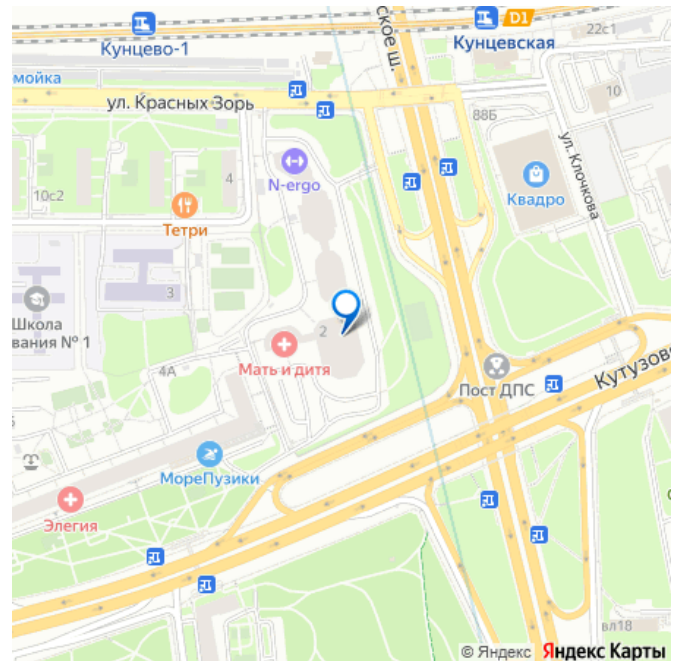 Кунцево-1
D1
Кунцевская
22с1
мойка
ское ш.
ул. Красных Зорь
88Б
10
ул. Клочкова
N-ergo
4
10с2
Квадро
Тетри
3
Школа
вания № 1
2
Мать и дитя
4А
Пост ДПС
Кутузов
МореПузики
Элегия
вл18
© Яндекс Яндекс Карты